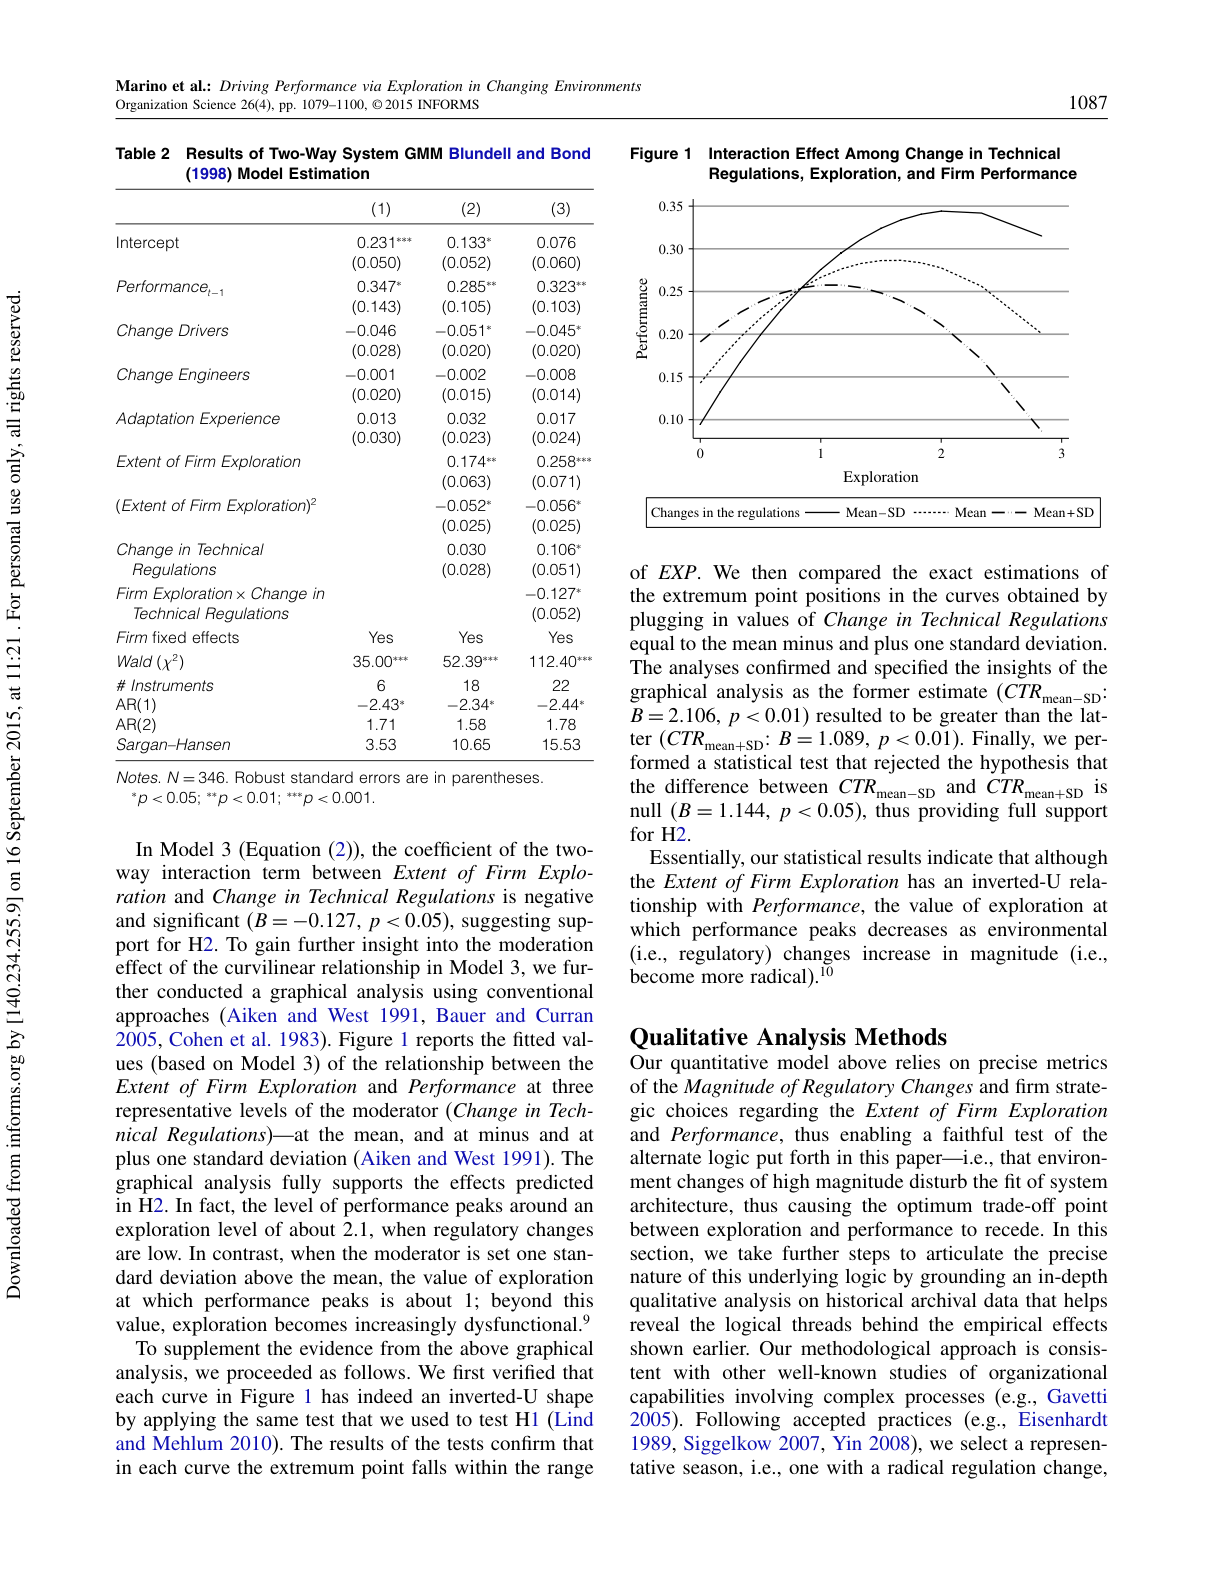 Marino et al.: Driving Performance via Exploration in Changing Environments
Organization Science 26(4), pp. 1079–1100, © 2015 INFORMS
1087
Table 2 Results of Two-Way System GMM Blundell and Bond
(1998) Model Estimation
(1) (2) (3)
Intercept 0.231*** 0.133* 0.076
(0.050) (0.052) (0.060)
Performance_{t−1} 0.347* 0.285** 0.323**
(0.143) (0.105) (0.103)
Change Drivers −0.046 −0.051* −0.045*
(0.028) (0.020) (0.020)
Change Engineers −0.001 −0.002 −0.008
(0.020) (0.015) (0.014)
Adaptation Experience 0.013 0.032 0.017
(0.030) (0.023) (0.024)
Extent of Firm Exploration 0.174** 0.258***
(0.063) (0.071)
(Extent of Firm Exploration)² −0.052* −0.056*
(0.025) (0.025)
Change in Technical 0.030 0.106*
Regulations (0.028) (0.051)
Firm Exploration × Change in −0.127*
Technical Regulations (0.052)
Firm fixed effects Yes Yes Yes
Wald (χ²) 35.00*** 52.39*** 112.40***
# Instruments 6 18 22
AR(1) −2.43* −2.34* −2.44*
AR(2) 1.71 1.58 1.78
Sargan–Hansen 3.53 10.65 15.53
Notes. N = 346. Robust standard errors are in parentheses.
*p < 0.05; **p < 0.01; ***p < 0.001.
In Model 3 (Equation (2)), the coefficient of the two-
way interaction term between Extent of Firm Explo-
ration and Change in Technical Regulations is negative
and significant (B = −0.127, p < 0.05), suggesting sup-
port for H2. To gain further insight into the moderation
effect of the curvilinear relationship in Model 3, we fur-
ther conducted a graphical analysis using conventional
approaches (Aiken and West 1991, Bauer and Curran
2005, Cohen et al. 1983). Figure 1 reports the fitted val-
ues (based on Model 3) of the relationship between the
Extent of Firm Exploration and Performance at three
representative levels of the moderator (Change in Tech-
nical Regulations)—at the mean, and at minus and at
plus one standard deviation (Aiken and West 1991). The
graphical analysis fully supports the effects predicted
in H2. In fact, the level of performance peaks around an
exploration level of about 2.1, when regulatory changes
are low. In contrast, when the moderator is set one stan-
dard deviation above the mean, the value of exploration
at which performance peaks is about 1; beyond this
value, exploration becomes increasingly dysfunctional.⁹
To supplement the evidence from the above graphical
analysis, we proceeded as follows. We first verified that
each curve in Figure 1 has indeed an inverted-U shape
by applying the same test that we used to test H1 (Lind
and Mehlum 2010). The results of the tests confirm that
in each curve the extremum point falls within the range
Figure 1 Interaction Effect Among Change in Technical
Regulations, Exploration, and Firm Performance
0.35
0.30
0.25
0.20
0.15
0.10
Performance
0 1 2 3
Exploration
Changes in the regulations Mean−SD Mean Mean+SD
of EXP. We then compared the exact estimations of
the extremum point positions in the curves obtained by
plugging in values of Change in Technical Regulations
equal to the mean minus and plus one standard deviation.
The analyses confirmed and specified the insights of the
graphical analysis as the former estimate (CTR_{mean−SD}:
B = 2.106, p < 0.01) resulted to be greater than the lat-
ter (CTR_{mean+SD}: B = 1.089, p < 0.01). Finally, we per-
formed a statistical test that rejected the hypothesis that
the difference between CTR_{mean−SD} and CTR_{mean+SD} is
null (B = 1.144, p < 0.05), thus providing full support
for H2.
Essentially, our statistical results indicate that although
the Extent of Firm Exploration has an inverted-U rela-
tionship with Performance, the value of exploration at
which performance peaks decreases as environmental
(i.e., regulatory) changes increase in magnitude (i.e.,
become more radical).¹⁰
Qualitative Analysis Methods
Our quantitative model above relies on precise metrics
of the Magnitude of Regulatory Changes and firm strate-
gic choices regarding the Extent of Firm Exploration
and Performance, thus enabling a faithful test of the
alternate logic put forth in this paper—i.e., that environ-
ment changes of high magnitude disturb the fit of system
architecture, thus causing the optimum trade-off point
between exploration and performance to recede. In this
section, we take further steps to articulate the precise
nature of this underlying logic by grounding an in-depth
qualitative analysis on historical archival data that helps
reveal the logical threads behind the empirical effects
shown earlier. Our methodological approach is consis-
tent with other well-known studies of organizational
capabilities involving complex processes (e.g., Gavetti
2005). Following accepted practices (e.g., Eisenhardt
1989, Siggelkow 2007, Yin 2008), we select a represen-
tative season, i.e., one with a radical regulation change,
Downloaded from informs.org by [140.234.255.9] on 16 September 2015, at 11:21 . For personal use only, all rights reserved.